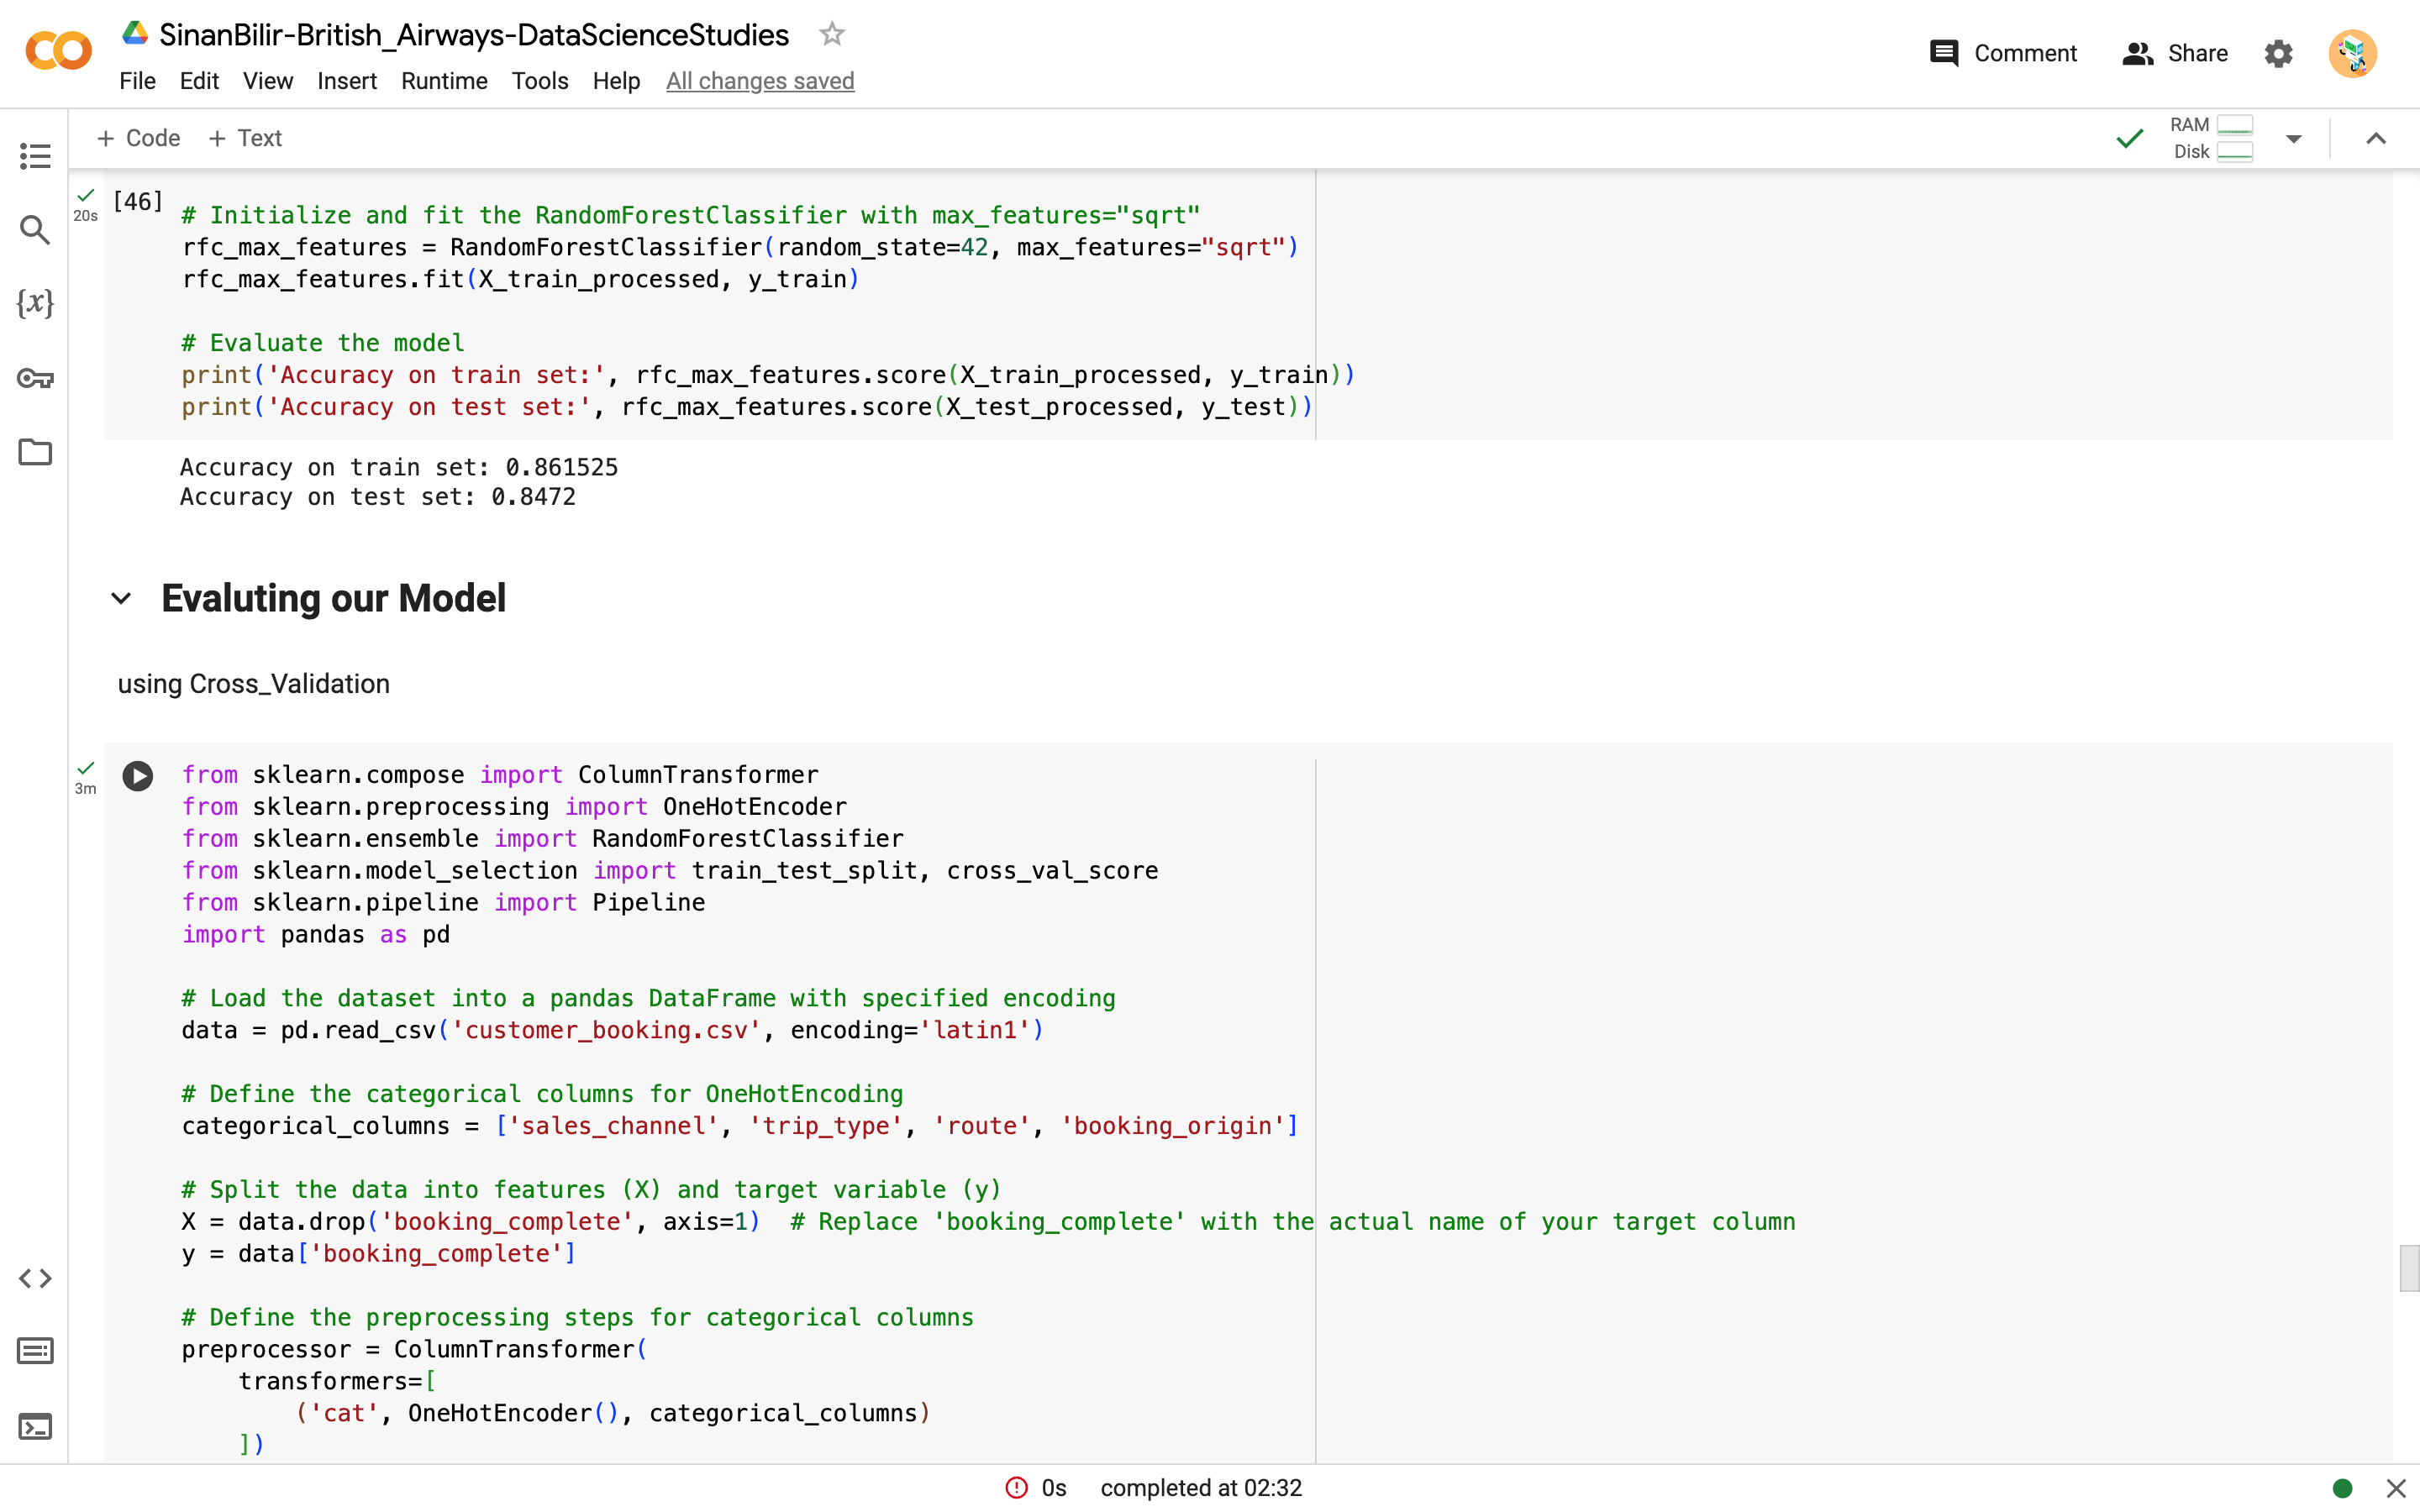 SinanBilir-British_Airways-DataScienceStudies
File Edit View Insert Runtime Tools Help All changes saved
Comment Share
+ Code + Text
RAM
Disk
[46]
20s
# Initialize and fit the RandomForestClassifier with max_features="sqrt"
rfc_max_features = RandomForestClassifier(random_state=42, max_features="sqrt")
rfc_max_features.fit(X_train_processed, y_train)
# Evaluate the model
print('Accuracy on train set:', rfc_max_features.score(X_train_processed, y_train))
print('Accuracy on test set:', rfc_max_features.score(X_test_processed, y_test))
Accuracy on train set: 0.861525
Accuracy on test set: 0.8472
Evaluting our Model
using Cross_Validation
3m
from sklearn.compose import ColumnTransformer
from sklearn.preprocessing import OneHotEncoder
from sklearn.ensemble import RandomForestClassifier
from sklearn.model_selection import train_test_split, cross_val_score
from sklearn.pipeline import Pipeline
import pandas as pd
# Load the dataset into a pandas DataFrame with specified encoding
data = pd.read_csv('customer_booking.csv', encoding='latin1')
# Define the categorical columns for OneHotEncoding
categorical_columns = ['sales_channel', 'trip_type', 'route', 'booking_origin']
# Split the data into features (X) and target variable (y)
X = data.drop('booking_complete', axis=1)  # Replace 'booking_complete' with the actual name of your target column
y = data['booking_complete']
# Define the preprocessing steps for categorical columns
preprocessor = ColumnTransformer(
    transformers=[
        ('cat', OneHotEncoder(), categorical_columns)
    ])
0s completed at 02:32